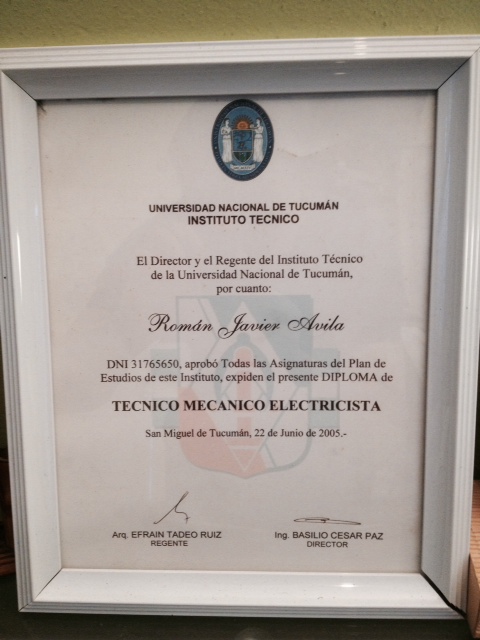 UNIVERSIDAD NACIONAL DE TUCUMÁN
INSTITUTO TECNICO
El Director y el Regente del Instituto Técnico
de la Universidad Nacional de Tucumán,
por cuanto:
Román Javier Avila
DNI 31765650, aprobó Todas las Asignaturas del Plan de
Estudios de este Instituto, expiden el presente DIPLOMA de
TECNICO MECANICO ELECTRICISTA
San Miguel de Tucumán, 22 de Junio de 2005.-
Arq. EFRAIN TADEO RUIZ
REGENTE
Ing. BASILIO CESAR PAZ
DIRECTOR